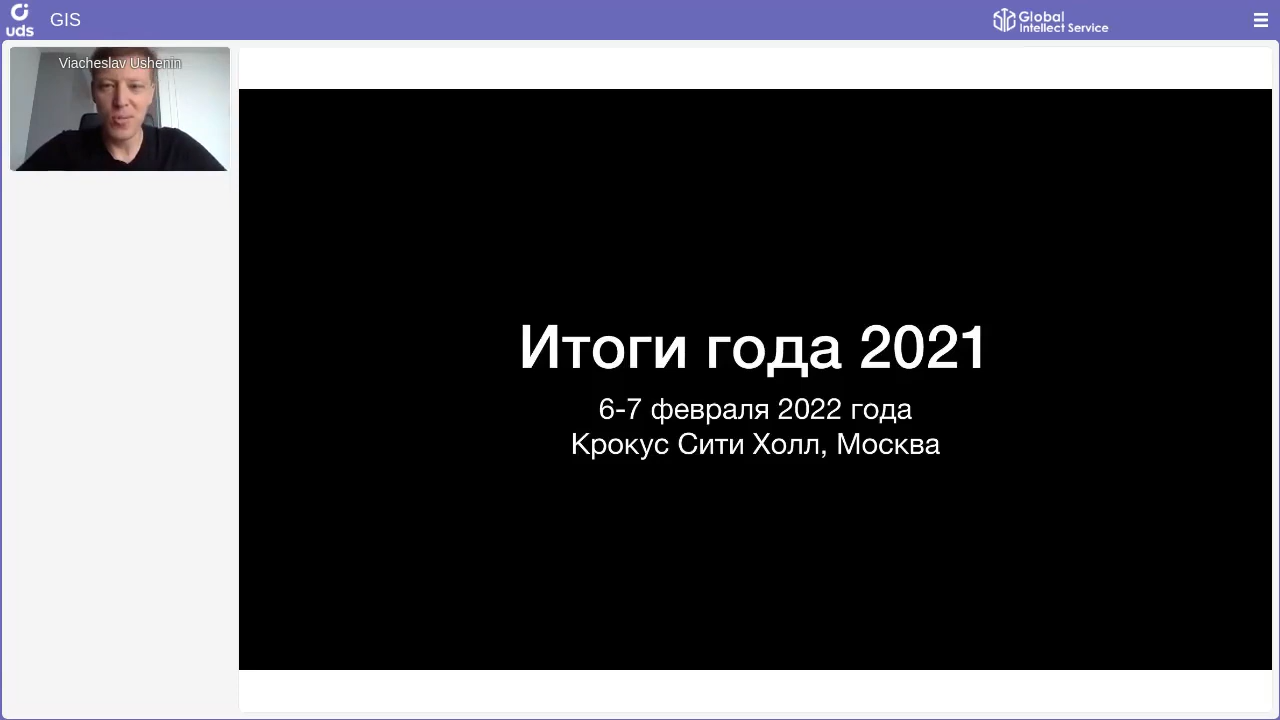 uds
GIS
Global
Intellect Service
Viacheslav Ushenin
Итоги года 2021
6-7 февраля 2022 года
Крокус Сити Холл, Москва